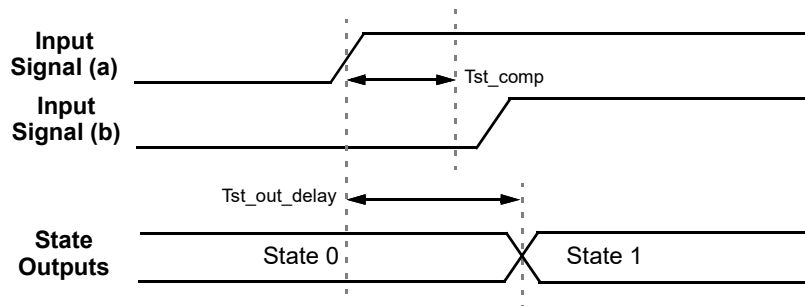 Input
Signal (a)
Tst_comp
Input
Signal (b)
Tst_out_delay
State
Outputs
State 0
State 1